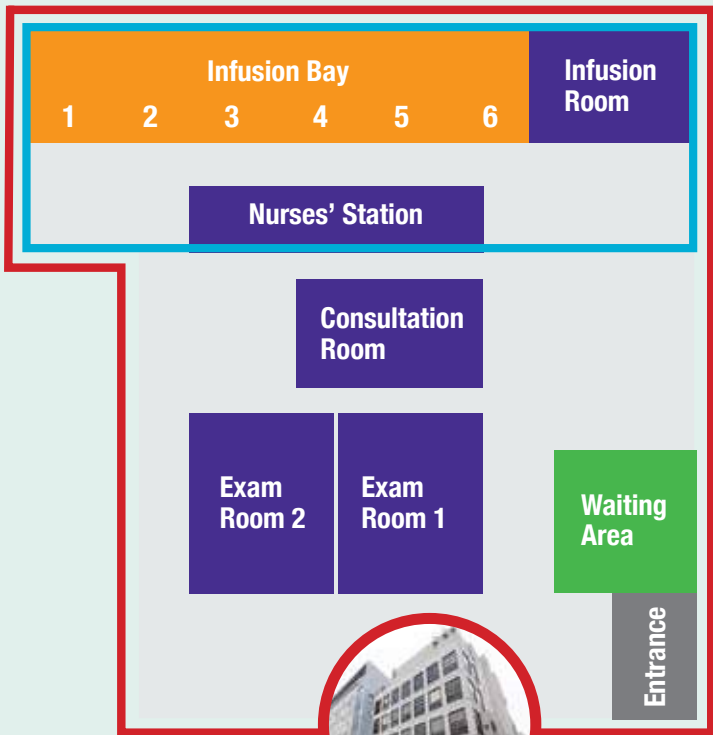 Infusion Bay
1 2 3 4 5 6
Infusion
Room
Nurses’ Station
Consultation
Room
Exam
Room 2
Exam
Room 1
Waiting
Area
Entrance